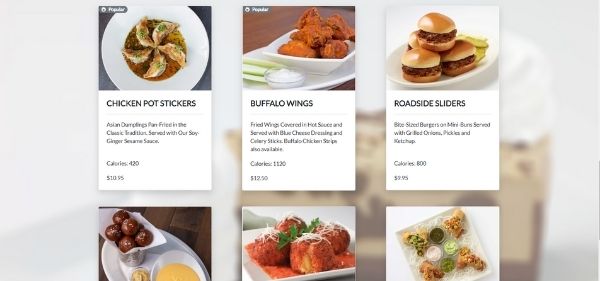 Popular
CHICKEN POT STICKERS
Asian Dumplings Pan-Fried in the
Classic Tradition. Served with Our Soy-
Ginger Sesame Sauce.
Calories: 420
$10.95
Popular
BUFFALO WINGS
Fried Wings Covered in Hot Sauce and
Served with Blue Cheese Dressing and
Celery Sticks. Buffalo Chicken Strips
also available.
Calories: 1120
$12.50
ROADSIDE SLIDERS
Bite-Sized Burgers on Mini-Buns Served
with Grilled Onions, Pickles and
Ketchup.
Calories: 800
$9.95